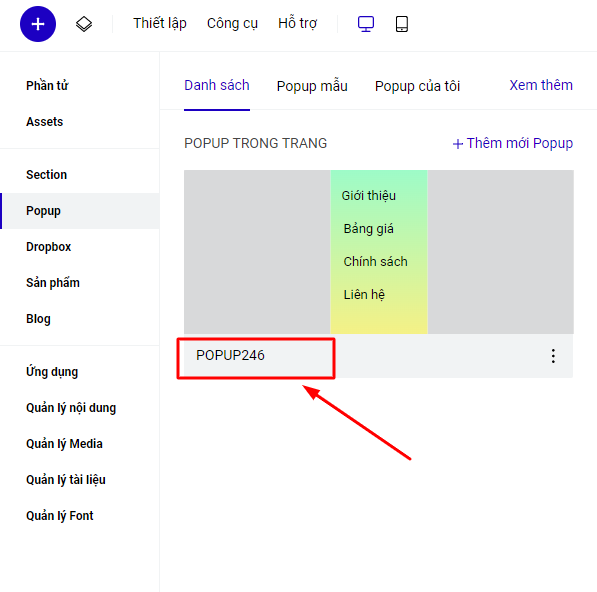 Thiết lập Công cụ Hỗ trợ
Phần tử
Assets
Section
Popup
Dropbox
Sản phẩm
Blog
Ứng dụng
Quản lý nội dung
Quản lý Media
Quản lý tài liệu
Quản lý Font
Danh sách Popup mẫu Popup của tôi Xem thêm
POPUP TRONG TRANG + Thêm mới Popup
Giới thiệu
Bảng giá
Chính sách
Liên hệ
POPUP246